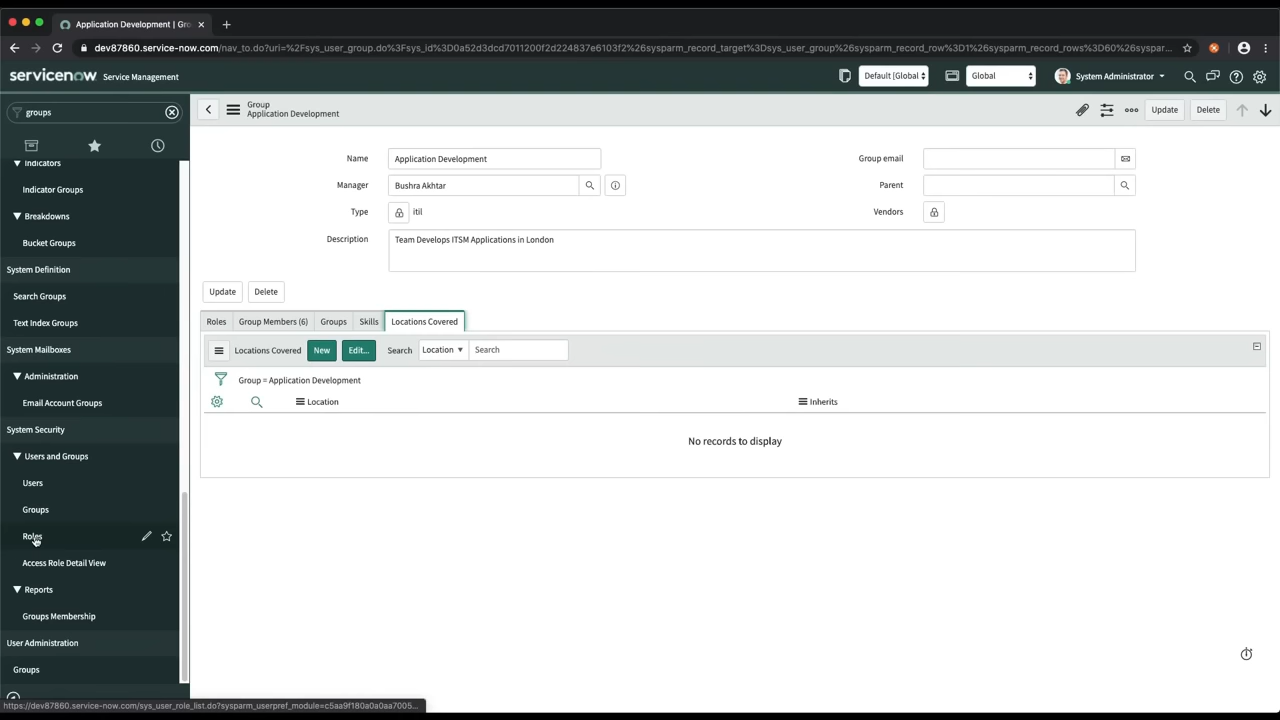 Application Development | Gro
dev87860.service-now.com/nav_to.do?uri=%2Fsys_user_group.do%3Fsys_id%3D0a52d3dcd7011200f2d224837e6103f2%26sysparm_record_target%3Dsys_user_group%26sysparm_record_row%3D1%26sysparm_record_rows%3D60%26sysparm_rec...
servicenow Service Management
Default [Global
Global
System Administrator
groups
Indicators
Indicator Groups
Breakdowns
Bucket Groups
System Definition
Search Groups
Text Index Groups
System Mailboxes
Administration
Email Account Groups
System Security
Users and Groups
Users
Groups
Roles
Access Role Detail View
Reports
Groups Membership
User Administration
Groups
Group
Application Development
Update Delete
Name Application Development
Group email
Manager Bushra Akhtar
Parent
Type itil
Vendors
Description Team Develops ITSM Applications in London
Update Delete
Roles Group Members (6) Groups Skills Locations Covered
Locations Covered New Edit... Search Location Search
Group = Application Development
Location Inherits
No records to display
https://dev87860.service-now.com/sys_user_role_list.do?sysparm_userpref_module=c5aa9f180a0a0aa7005...